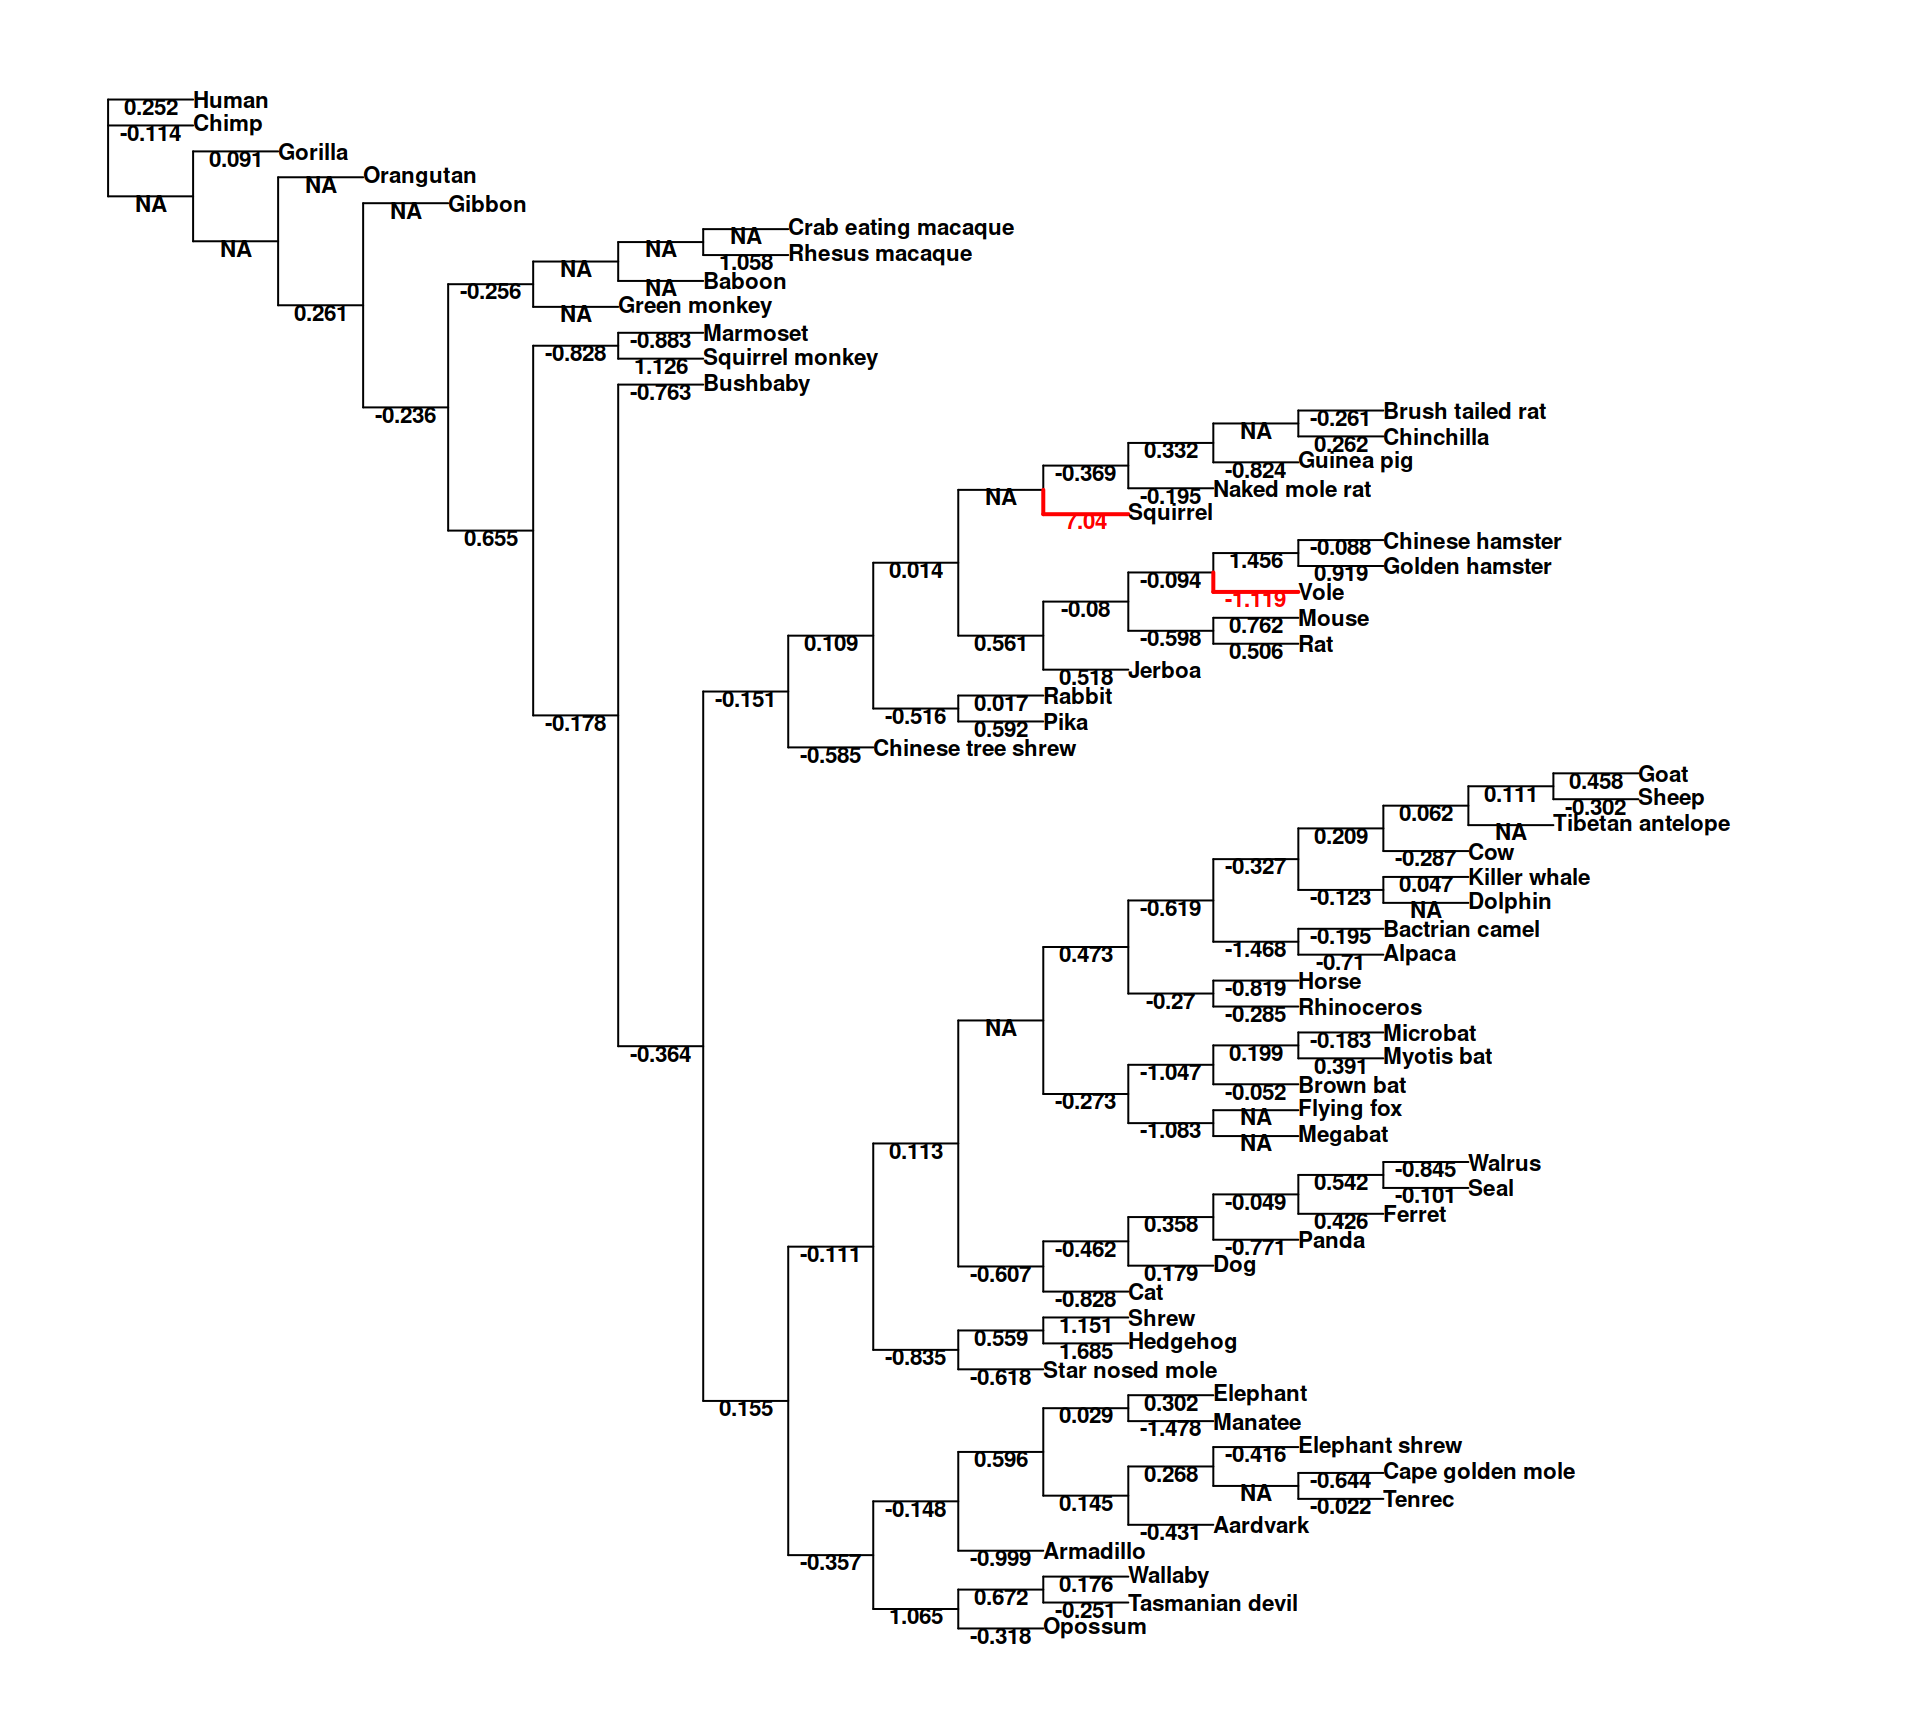 Human
0.252
Chimp
-0.114
Gorilla
0.091
Orangutan
NA
Gibbon
NA
NA
NA
Crab eating macaque
NA
NA
Rhesus macaque
1.058
NA
Baboon
NA
-0.256
Green monkey
NA
0.261
Marmoset
-0.883
-0.828
Squirrel monkey
1.126
Bushbaby
-0.763
-0.236
Brush tailed rat
-0.261
NA
Chinchilla
0.262
0.332
Guinea pig
-0.824
-0.369
Naked mole rat
-0.195
NA
Squirrel
7.04
0.655
Chinese hamster
-0.088
1.456
Golden hamster
0.919
0.014
-0.094
Vole
-1.119
-0.08
Mouse
0.762
-0.598
Rat
0.506
0.109
0.561
Jerboa
0.518
-0.151
Rabbit
0.017
-0.516
Pika
0.592
-0.178
Chinese tree shrew
-0.585
Goat
0.458
0.111
Sheep
-0.302
0.062
Tibetan antelope
NA
0.209
Cow
-0.287
-0.327
Killer whale
0.047
-0.123
Dolphin
NA
-0.619
Bactrian camel
-0.195
-1.468
Alpaca
-0.71
0.473
Horse
-0.819
-0.27
Rhinoceros
-0.285
NA
Microbat
-0.183
0.199
Myotis bat
0.391
-0.364
-1.047
Brown bat
-0.052
-0.273
Flying fox
NA
-1.083
Megabat
NA
0.113
Walrus
-0.845
0.542
Seal
-0.101
-0.049
Ferret
0.426
0.358
Panda
-0.771
-0.462
Dog
0.179
-0.111
-0.607
Cat
-0.828
Shrew
1.151
0.559
Hedgehog
1.685
-0.835
Star nosed mole
-0.618
0.155
Elephant
0.302
0.029
Manatee
-1.478
0.596
Elephant shrew
-0.416
0.268
Cape golden mole
-0.644
NA
Tenrec
-0.022
0.145
-0.148
Aardvark
-0.431
-0.357
Armadillo
-0.999
Wallaby
0.176
0.672
Tasmanian devil
-0.251
1.065
Opossum
-0.318